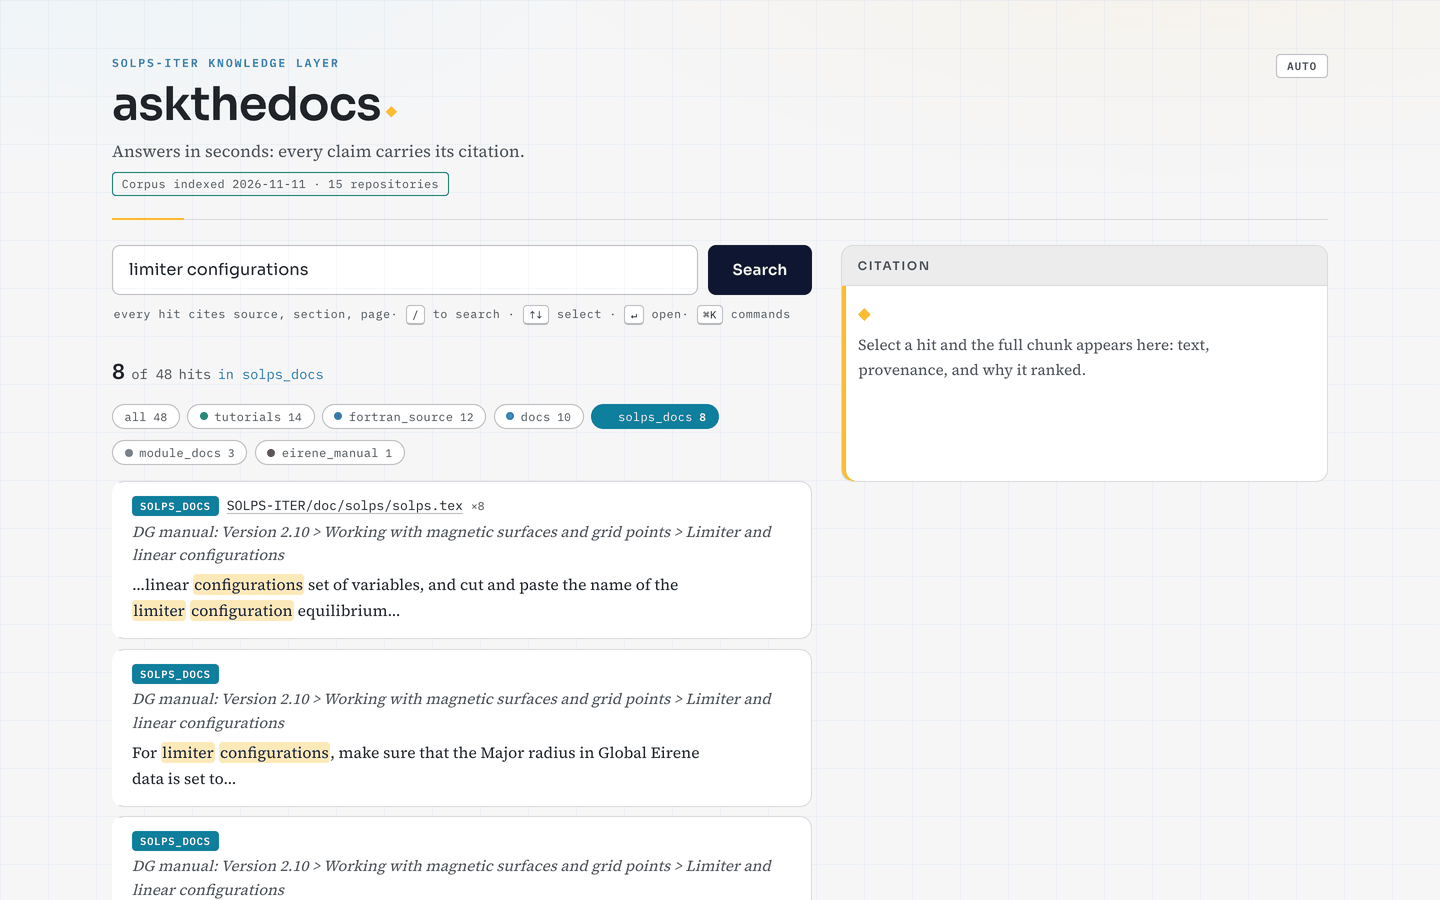 SOLPS-ITER KNOWLEDGE LAYER
AUTO
askthedocs
Answers in seconds: every claim carries its citation.
Corpus indexed 2026-11-11 · 15 repositories
limiter configurations
Search
every hit cites source, section, page· / to search · ↑↓ select · ↵ open· ⌘K commands
8 of 48 hits in solps_docs
all 48
tutorials 14
fortran_source 12
docs 10
solps_docs 8
module_docs 3
eirene_manual 1
SOLPS_DOCS SOLPS-ITER/doc/solps/solps.tex ×8
DG manual: Version 2.10 > Working with magnetic surfaces and grid points > Limiter and
linear configurations
…linear configurations set of variables, and cut and paste the name of the
limiter configuration equilibrium…
SOLPS_DOCS
DG manual: Version 2.10 > Working with magnetic surfaces and grid points > Limiter and
linear configurations
For limiter configurations, make sure that the Major radius in Global Eirene
data is set to…
SOLPS_DOCS
DG manual: Version 2.10 > Working with magnetic surfaces and grid points > Limiter and
linear configurations
CITATION
Select a hit and the full chunk appears here: text,
provenance, and why it ranked.